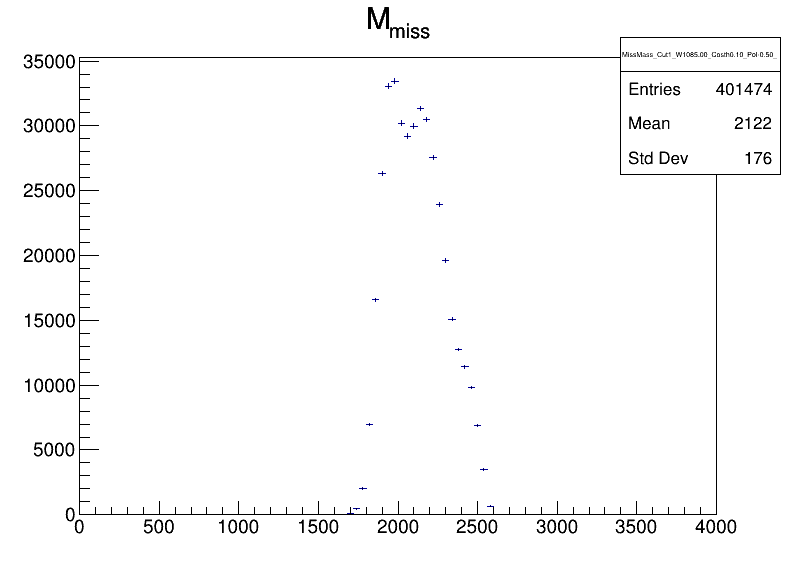 Mmiss
MissMass_Cut1_W1085.00_Costh0.10_Pol-0.50_
Entries 401474
Mean 2122
Std Dev 176
35000
30000
25000
20000
15000
10000
5000
0
0 500 1000 1500 2000 2500 3000 3500 4000